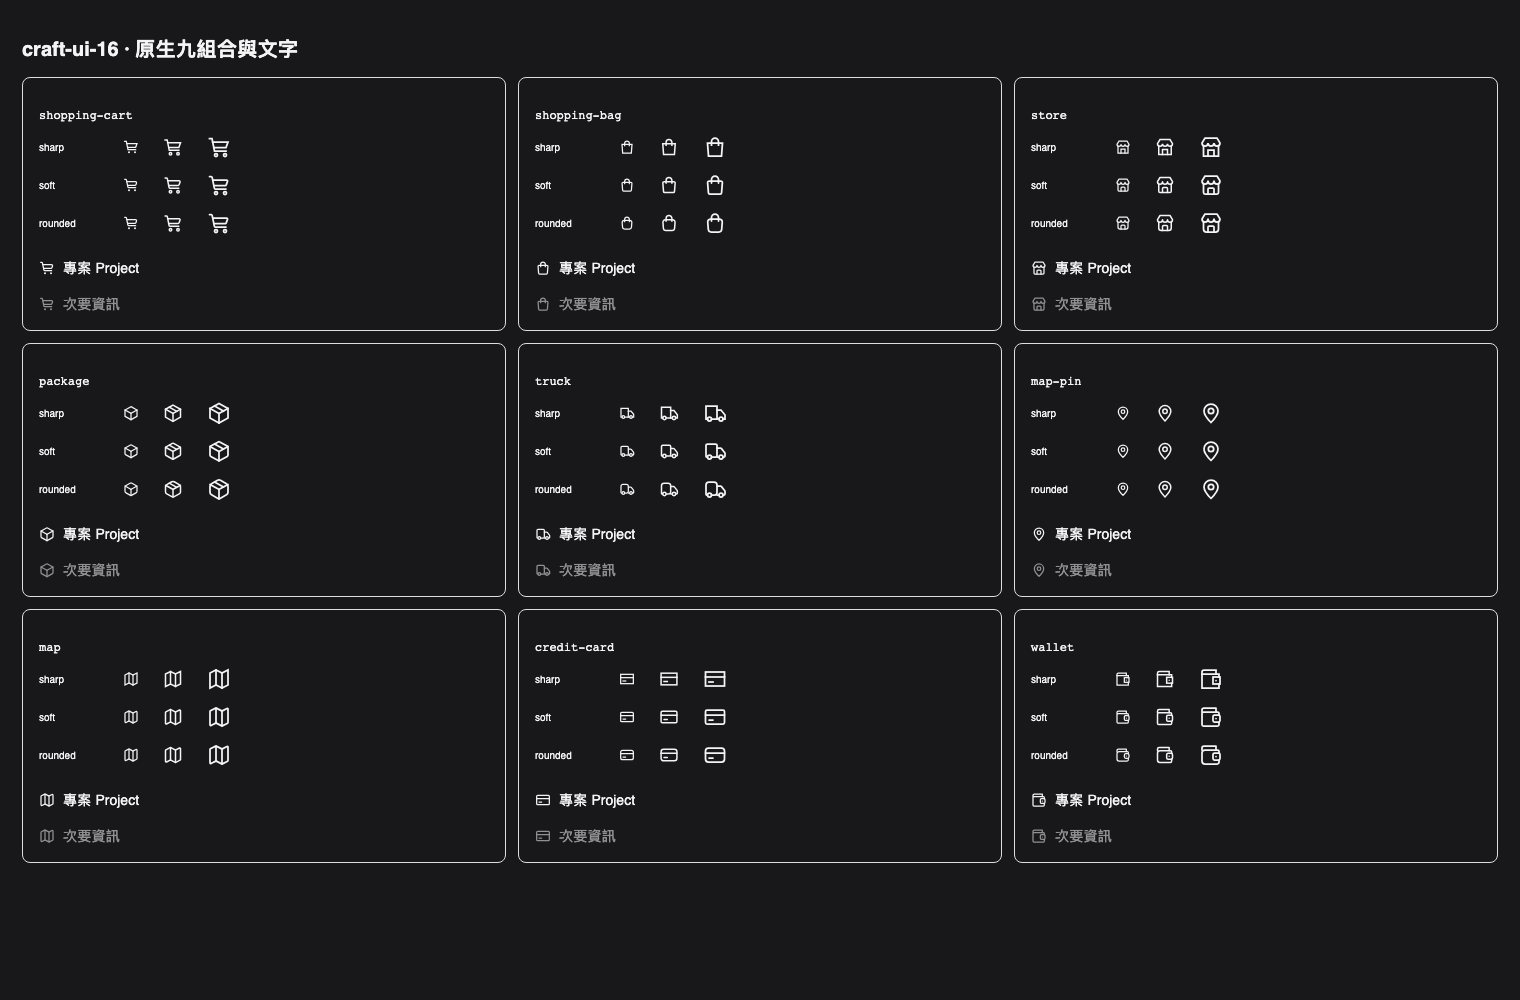 craft-ui-16 · 原生九組合與文字
shopping-cart
sharp
soft
rounded
專案 Project
次要資訊
shopping-bag
sharp
soft
rounded
專案 Project
次要資訊
store
sharp
soft
rounded
專案 Project
次要資訊
package
sharp
soft
rounded
專案 Project
次要資訊
truck
sharp
soft
rounded
專案 Project
次要資訊
map-pin
sharp
soft
rounded
專案 Project
次要資訊
map
sharp
soft
rounded
專案 Project
次要資訊
credit-card
sharp
soft
rounded
專案 Project
次要資訊
wallet
sharp
soft
rounded
專案 Project
次要資訊